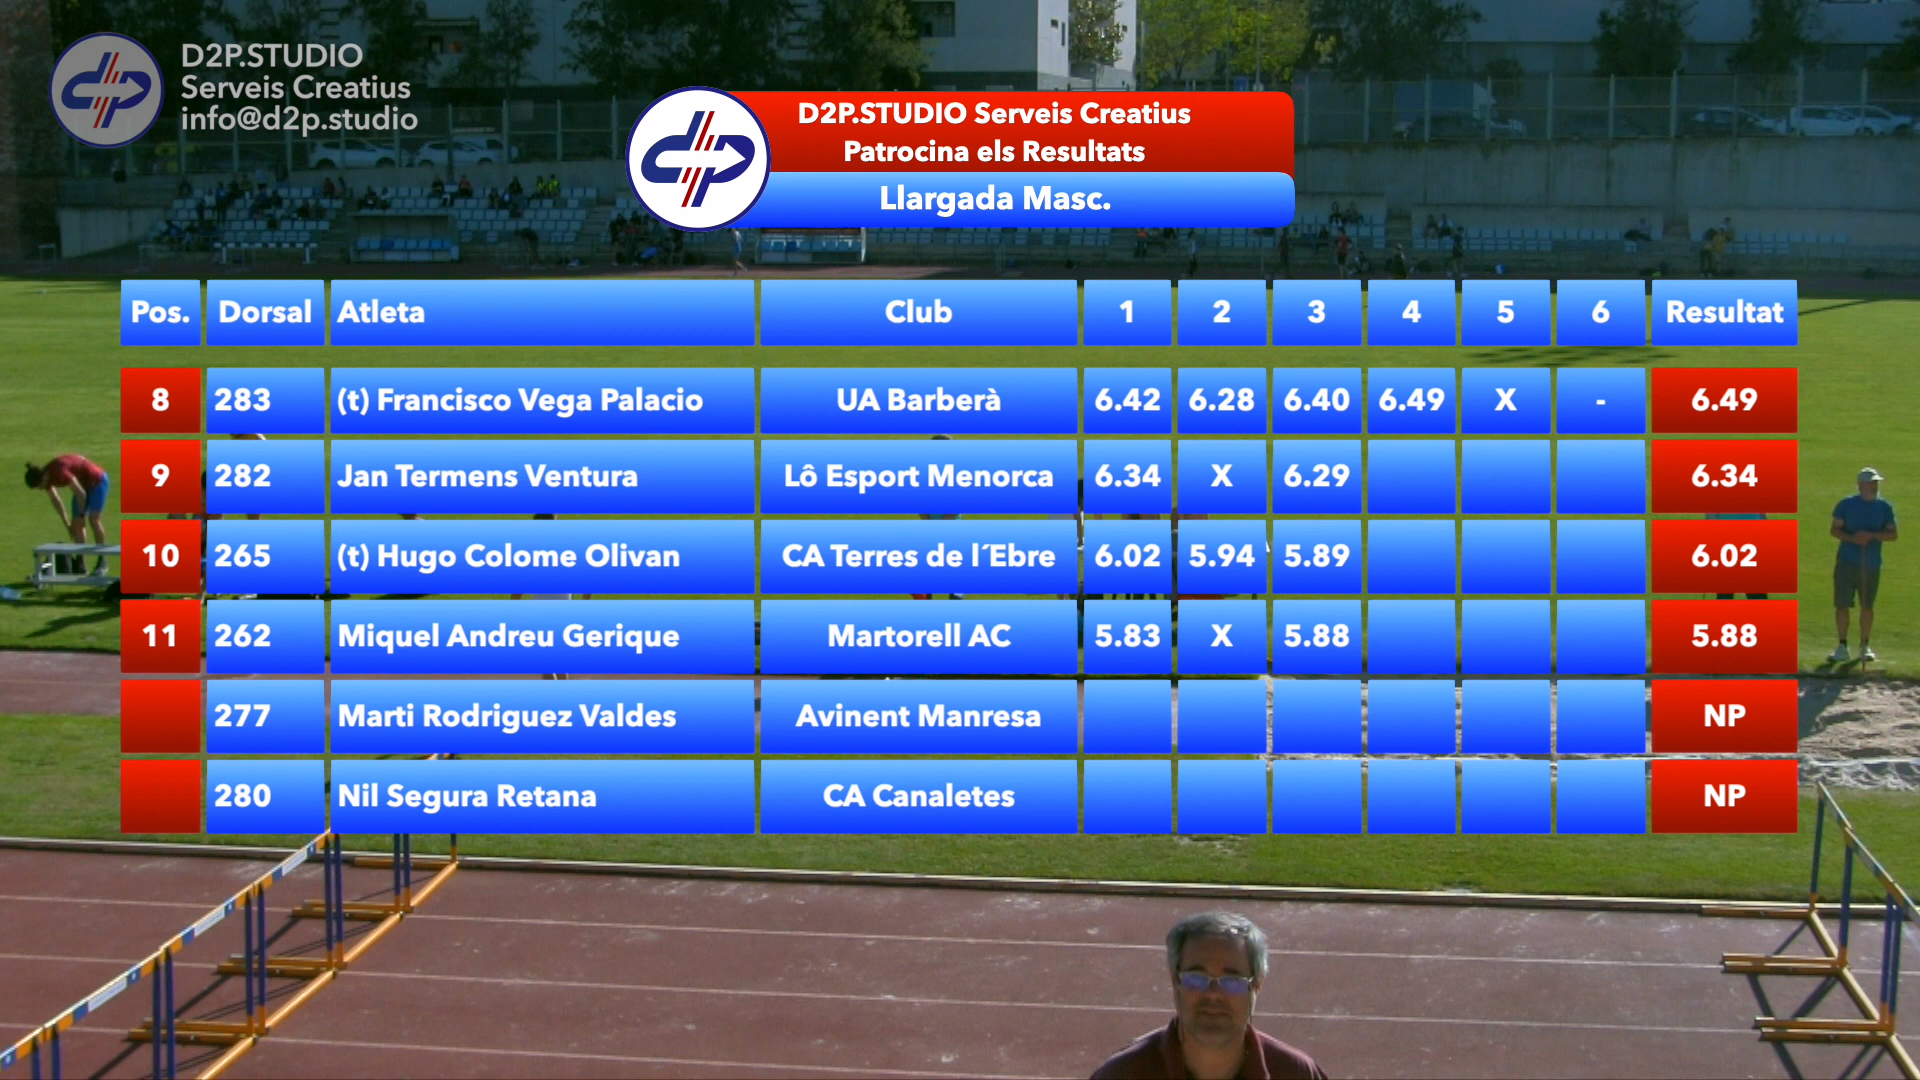 D2P.STUDIO
Serveis Creatius
info@d2p.studio
D2P.STUDIO Serveis Creatius
Patrocina els Resultats
Llargada Masc.
Pos. Dorsal Atleta Club 1 2 3 4 5 6 Resultat
8 283 (t) Francisco Vega Palacio UA Barberà 6.42 6.28 6.40 6.49 X - 6.49
9 282 Jan Termens Ventura Lô Esport Menorca 6.34 X 6.29 6.34
10 265 (t) Hugo Colome Olivan CA Terres de l´Ebre 6.02 5.94 5.89 6.02
11 262 Miquel Andreu Gerique Martorell AC 5.83 X 5.88 5.88
277 Marti Rodriguez Valdes Avinent Manresa NP
280 Nil Segura Retana CA Canaletes NP